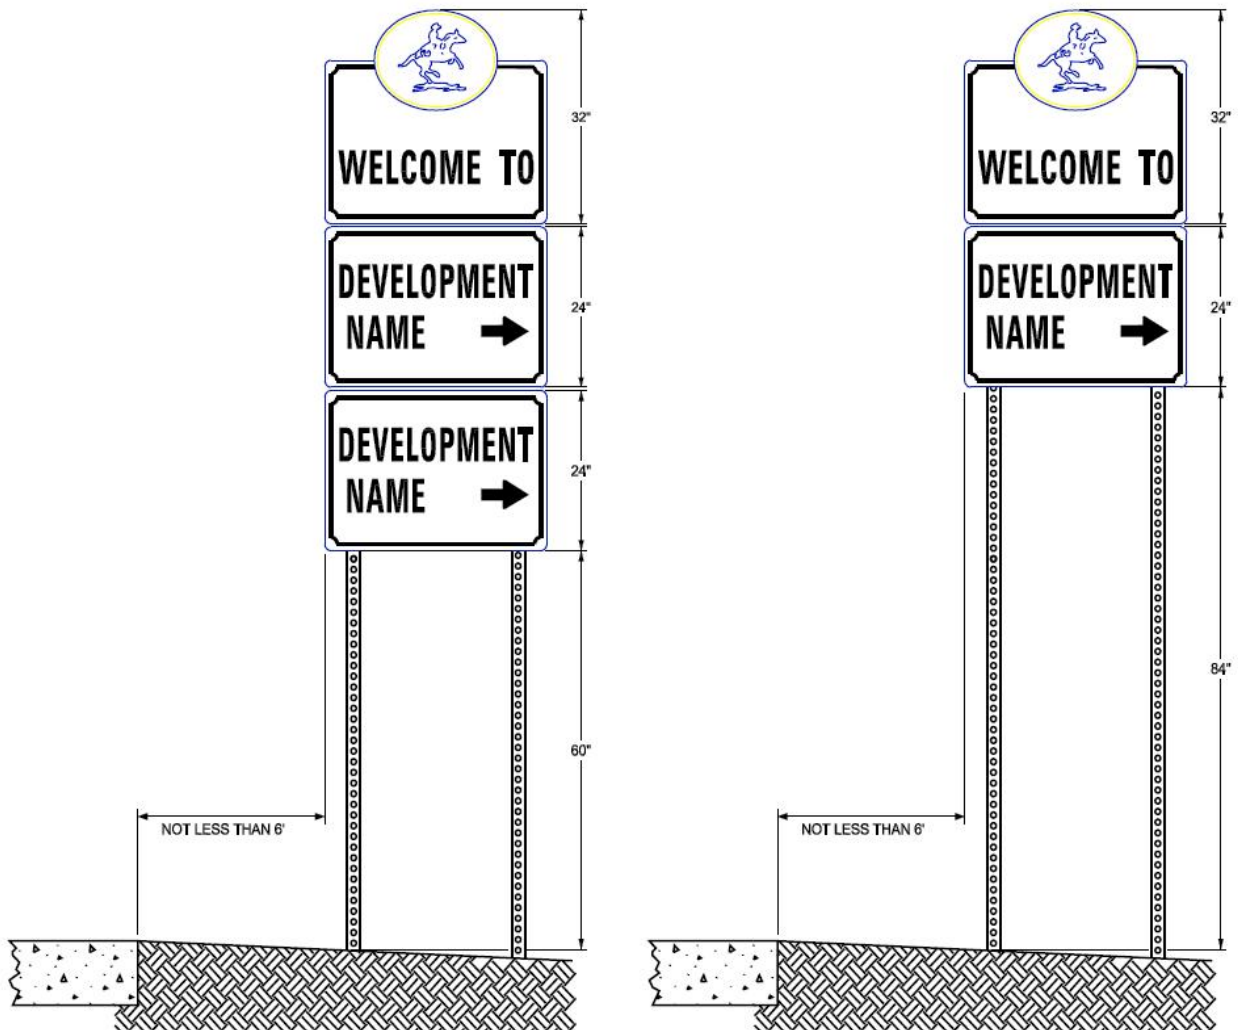 32"
WELCOME TO
DEVELOPMENT
NAME
24"
DEVELOPMENT
NAME
24"
60"
NOT LESS THAN 6'
32"
WELCOME TO
DEVELOPMENT
NAME
24"
84"
NOT LESS THAN 6'